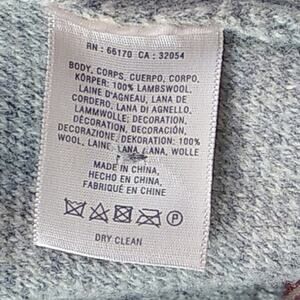 RN : 66170 CA : 32054
BODY, CORPS, CUERPO, CORPO,
KÖRPER: 100% LAMBSWOOL,
LAINE D'AGNEAU, LANA DE
CORDERO, LANA DI AGNELLO,
LAMMWOLLE; DECORATION,
DÉCORATION, DECORACIÓN,
DECORAZIONE, DEKORATION: 100%
WOOL, LAINE, LANA, LANA, WOLLE
MADE IN CHINA,
HECHO EN CHINA,
FABRIQUÉ EN CHINE
P
DRY CLEAN